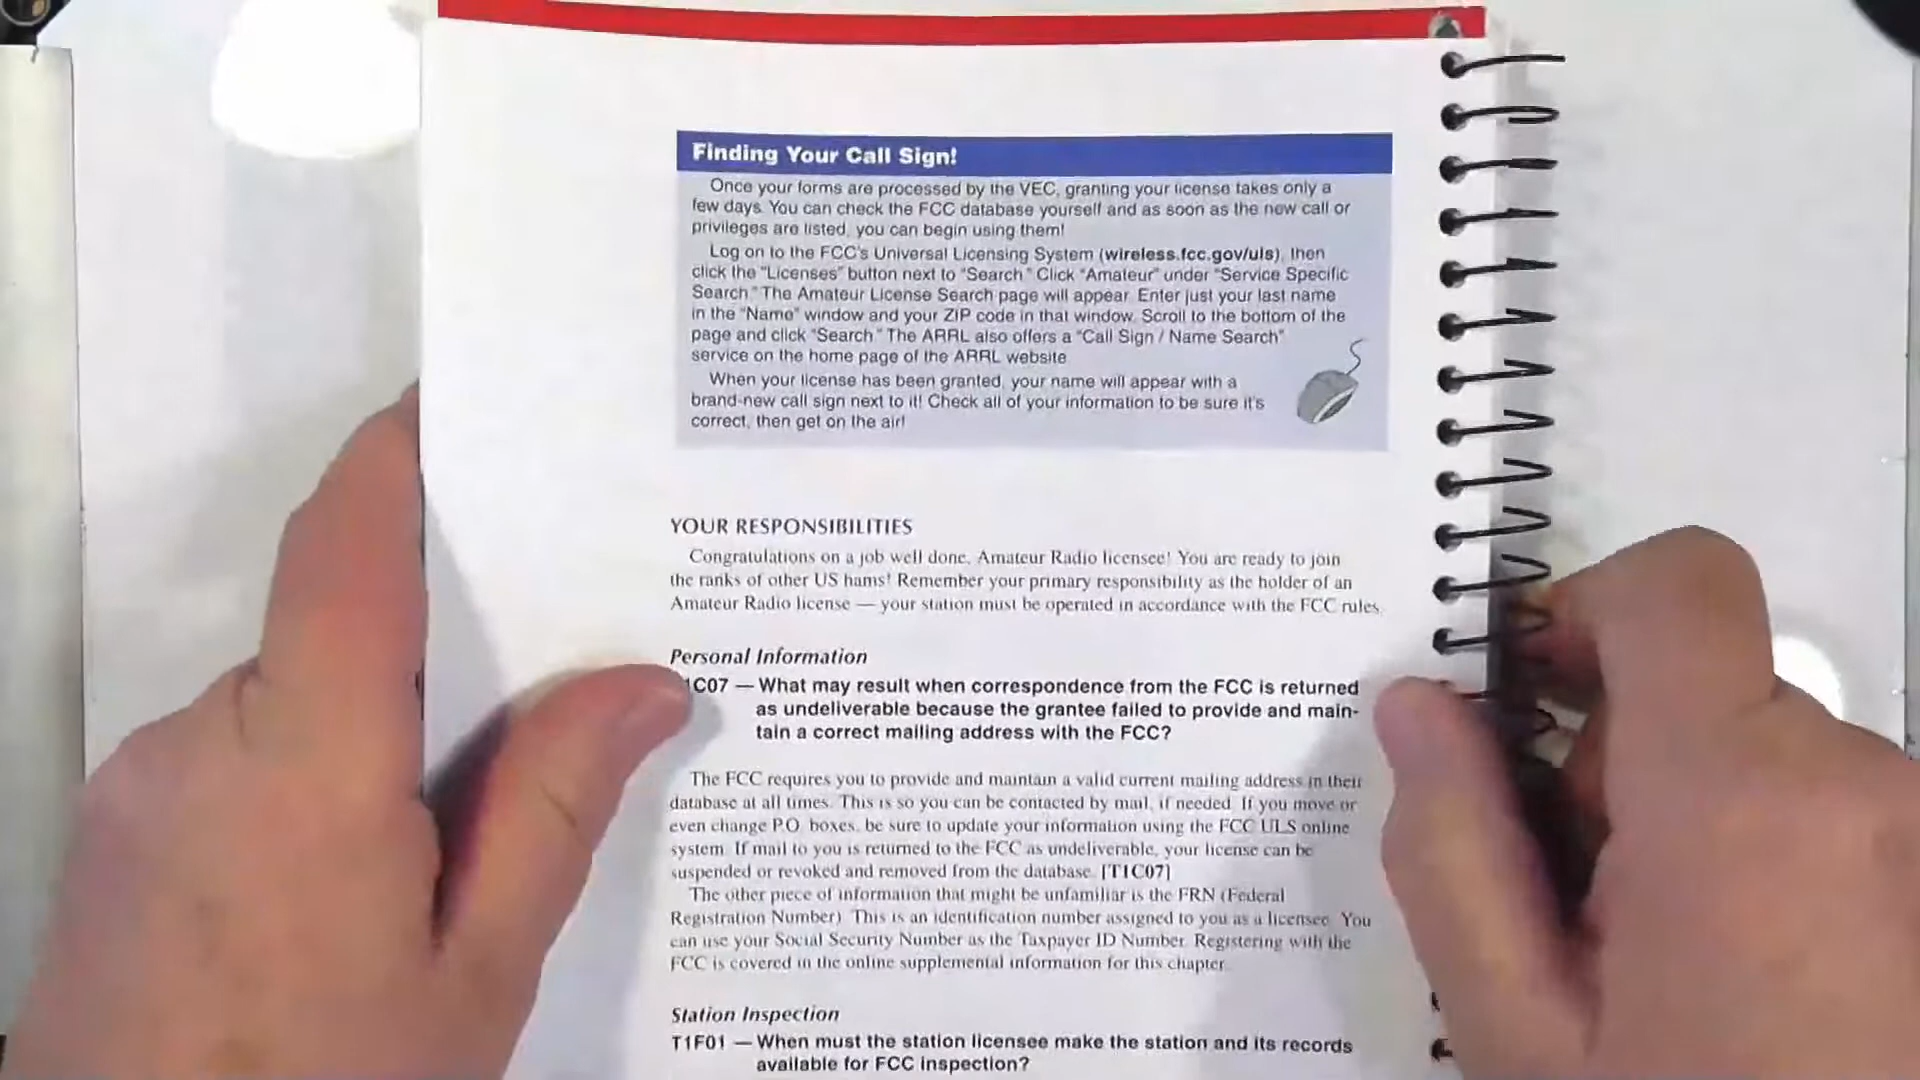 Finding Your Call Sign!
Once your forms are processed by the VEC, granting your license takes only a
few days. You can check the FCC database yourself and as soon as the new call or
privileges are listed, you can begin using them!
Log on to the FCC's Universal Licensing System (wireless.fcc.gov/uls), then
click the "Licenses" button next to "Search." Click "Amateur" under "Service Specific
Search." The Amateur License Search page will appear. Enter just your last name
in the "Name" window and your ZIP code in that window. Scroll to the bottom of the
page and click "Search." The ARRL also offers a "Call Sign / Name Search"
service on the home page of the ARRL website.
When your license has been granted, your name will appear with a
brand-new call sign next to it! Check all of your information to be sure it's
correct, then get on the air!
YOUR RESPONSIBILITIES
Congratulations on a job well done, Amateur Radio licensee! You are ready to join
the ranks of other US hams! Remember your primary responsibility as the holder of an
Amateur Radio license — your station must be operated in accordance with the FCC rules.
Personal Information
1C07 — What may result when correspondence from the FCC is returned
as undeliverable because the grantee failed to provide and main-
tain a correct mailing address with the FCC?
The FCC requires you to provide and maintain a valid current mailing address in their
database at all times. This is so you can be contacted by mail, if needed. If you move or
even change P.O. boxes, be sure to update your information using the FCC ULS online
system. If mail to you is returned to the FCC as undeliverable, your license can be
suspended or revoked and removed from the database. [T1C07]
The other piece of information that might be unfamiliar is the FRN (Federal
Registration Number). This is an identification number assigned to you as a licensee. You
can use your Social Security Number as the Taxpayer ID Number. Registering with the
FCC is covered in the online supplemental information for this chapter.
Station Inspection
T1F01 — When must the station licensee make the station and its records
available for FCC inspection?